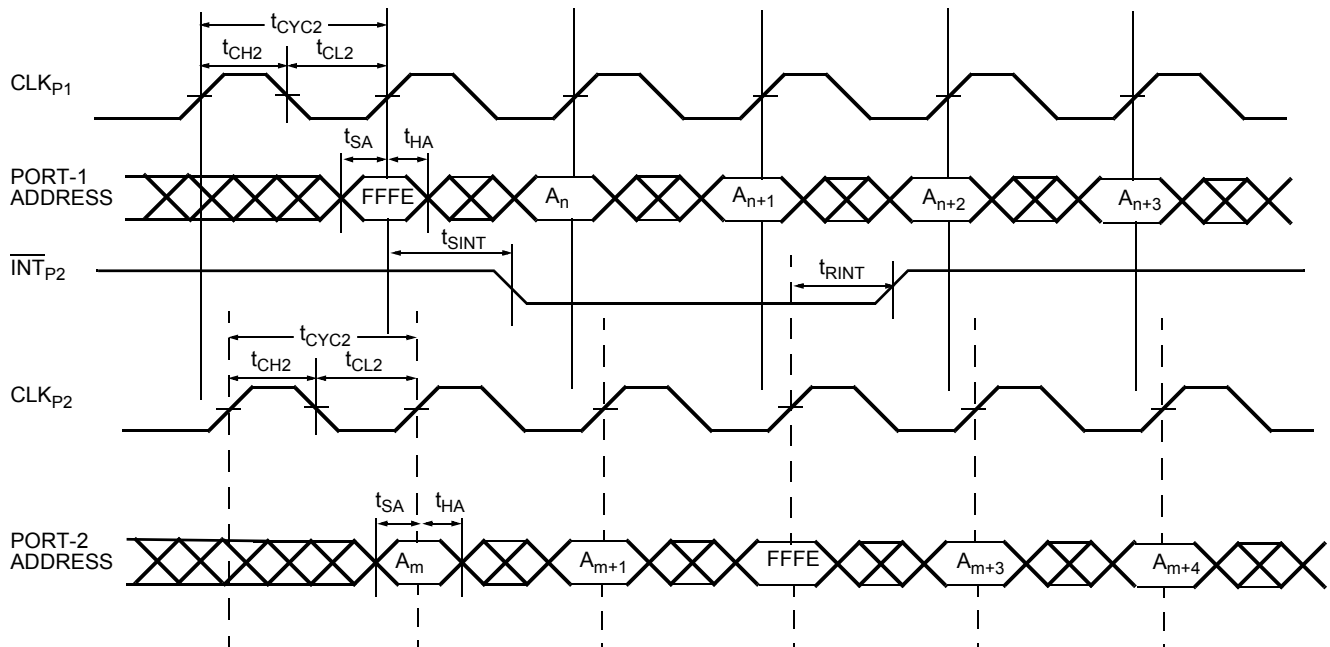 tCYC2
tCH2 tCL2
CLKP1
tSA tHA
PORT-1
ADDRESS
FFFE An An+1 An+2 An+3
tSINT
INTP2
tRINT
tCYC2
tCH2 tCL2
CLKP2
tSA tHA
PORT-2
ADDRESS
Am Am+1 FFFE Am+3 Am+4